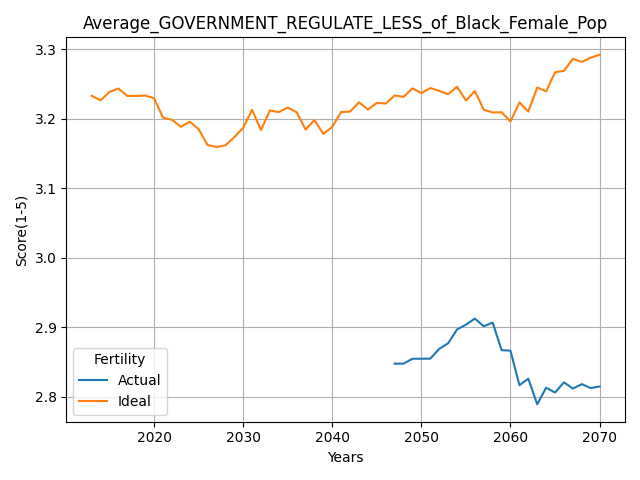 Average_GOVERNMENT_REGULATE_LESS_of_Black_Female_Pop
3.3
3.2
3.1
3.0
2.9
2.8
Score(1-5)
Fertility
Actual
Ideal
2020 2030 2040 2050 2060 2070
Years